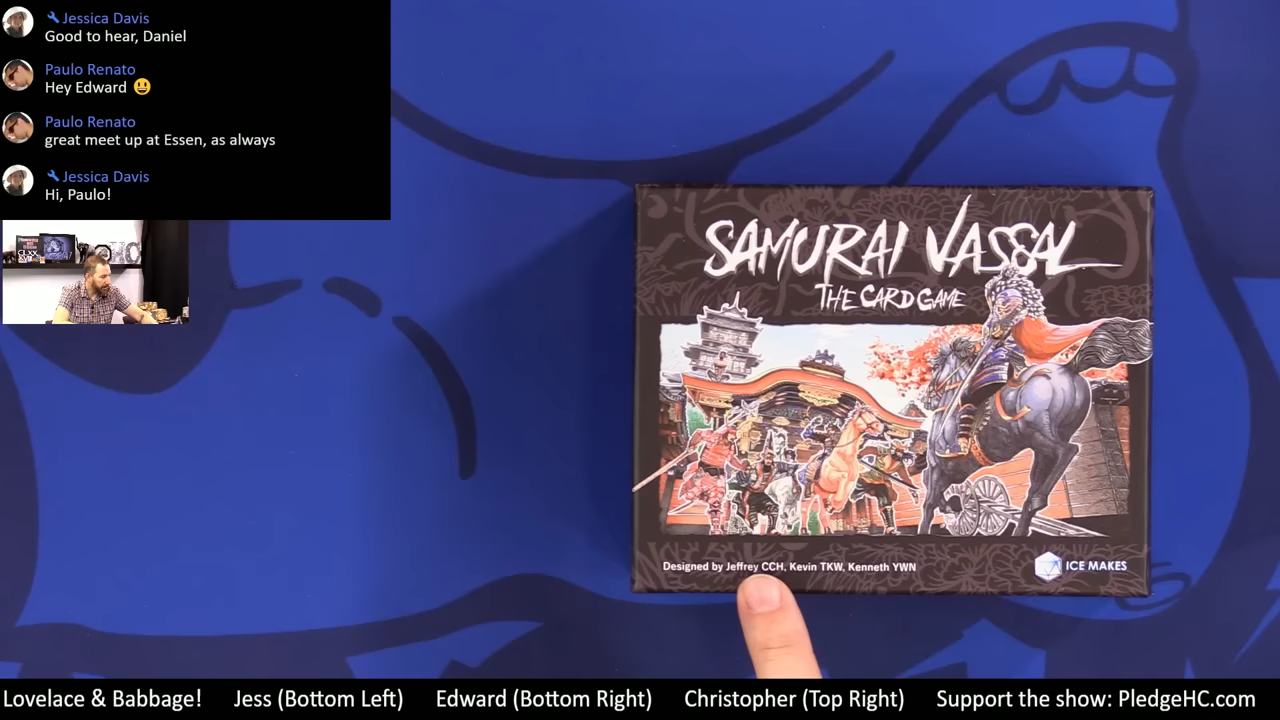 Jessica Davis
Good to hear, Daniel
Paulo Renato
Hey Edward 😃
Paulo Renato
great meet up at Essen, as always
Jessica Davis
Hi, Paulo!
SAMURAI VASSAL
THE CARD GAME
Designed by Jeffrey CCH, Kevin TKW, Kenneth YWN
ICE MAKES
Lovelace & Babbage! Jess (Bottom Left) Edward (Bottom Right) Christopher (Top Right) Support the show: PledgeHC.com